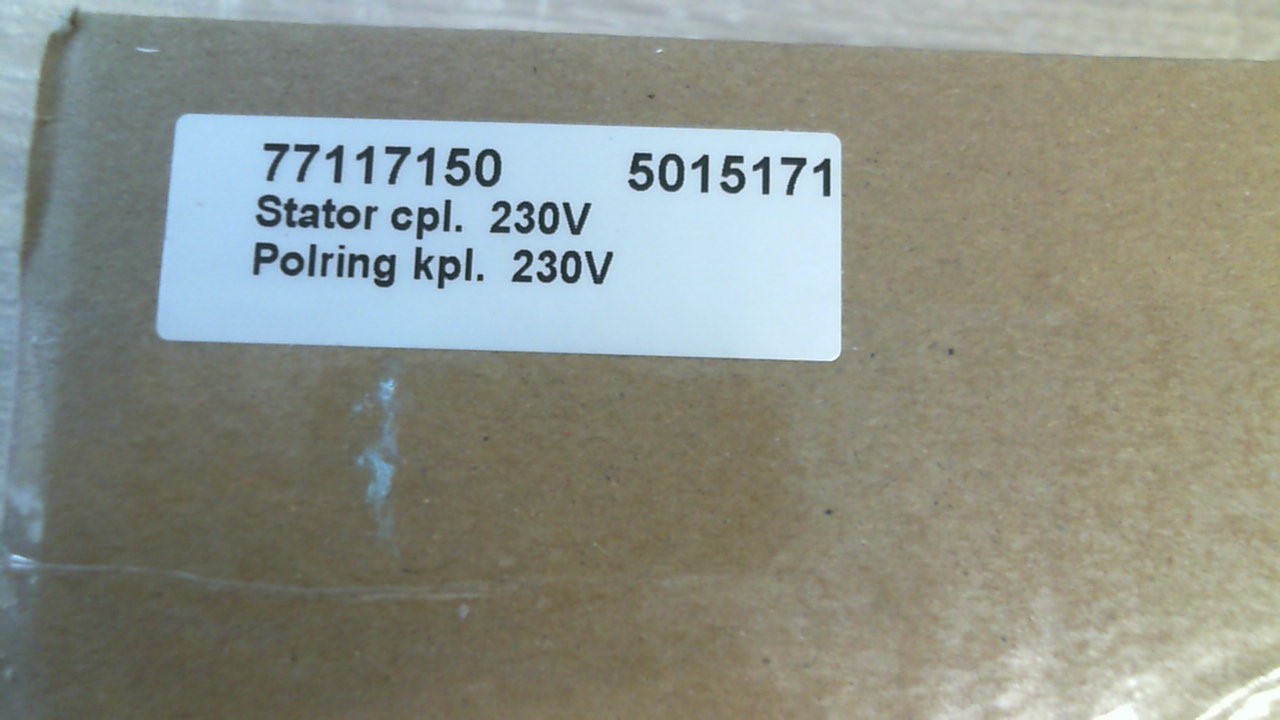 77117150 5015171
Stator cpl. 230V
Polring kpl. 230V